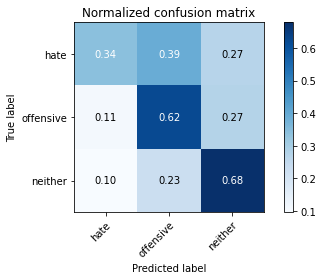 Normalized confusion matrix
True label
hate
offensive
neither
0.34 0.39 0.27
0.11 0.62 0.27
0.10 0.23 0.68
hate
offensive
neither
Predicted label
0.6
0.5
0.4
0.3
0.2
0.1